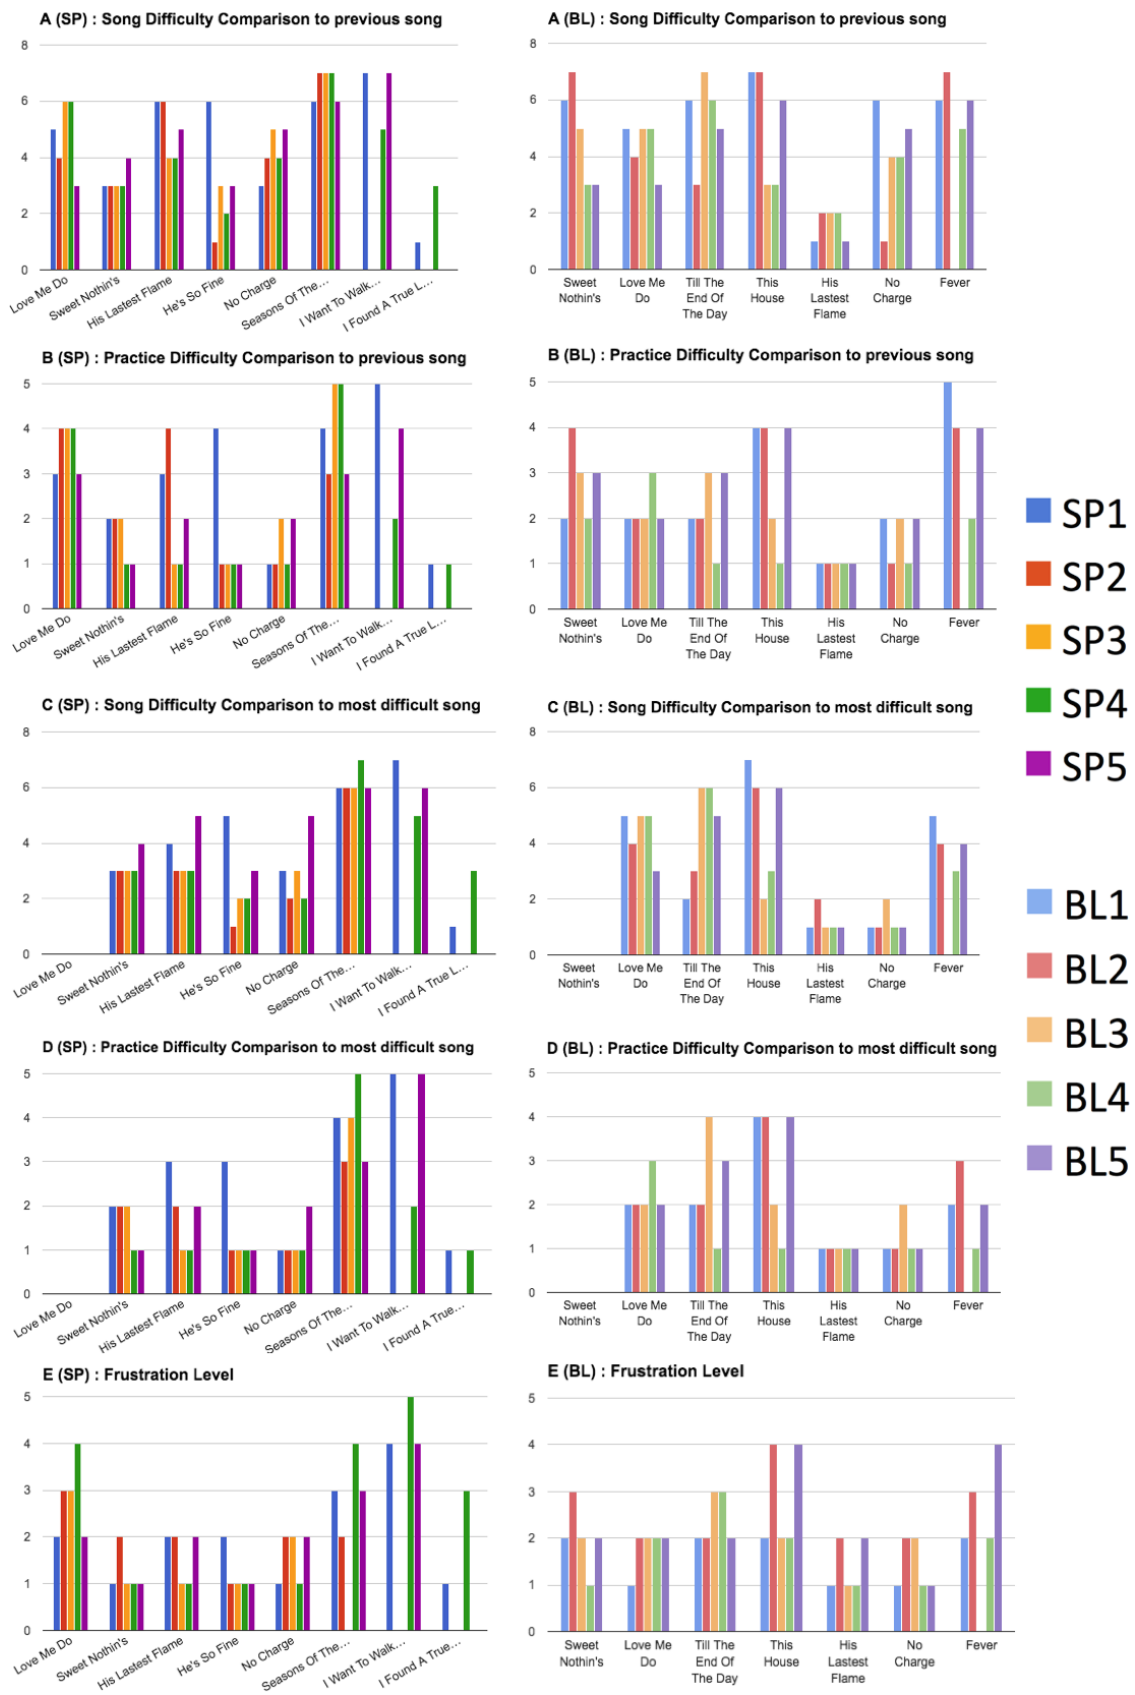 A (SP) : Song Difficulty Comparison to previous song
8
6
4
2
0
Love Me Do
Sweet Nothin's
His Lastest Flame
He's So Fine
No Charge
Seasons Of The...
I Want To Walk...
I Found A True L...
A (BL) : Song Difficulty Comparison to previous song
8
6
4
2
0
Sweet
Nothin's
Love Me
Do
Till The
End Of
The Day
This
House
His
Lastest
Flame
No
Charge
Fever
B (SP) : Practice Difficulty Comparison to previous song
5
4
3
2
1
0
Love Me Do
Sweet Nothin's
His Lastest Flame
He's So Fine
No Charge
Seasons Of The...
I Want To Walk...
I Found A True L...
B (BL) : Practice Difficulty Comparison to previous song
5
4
3
2
1
0
Sweet
Nothin's
Love Me
Do
Till The
End Of
The Day
This
House
His
Lastest
Flame
No
Charge
Fever
C (SP) : Song Difficulty Comparison to most difficult song
8
6
4
2
0
Love Me Do
Sweet Nothin's
His Lastest Flame
He's So Fine
No Charge
Seasons Of The...
I Want To Walk...
I Found A True L...
C (BL) : Song Difficulty Comparison to most difficult song
8
6
4
2
0
Sweet
Nothin's
Love Me
Do
Till The
End Of
The Day
This
House
His
Lastest
Flame
No
Charge
Fever
D (SP) : Practice Difficulty Comparison to most difficult song
5
4
3
2
1
0
Love Me Do
Sweet Nothin's
His Lastest Flame
He's So Fine
No Charge
Seasons Of The...
I Want To Walk...
I Found A True...
D (BL) : Practice Difficulty Comparison to most difficult song
5
4
3
2
1
0
Sweet
Nothin's
Love Me
Do
Till The
End Of
The Day
This
House
His
Lastest
Flame
No
Charge
Fever
E (SP) : Frustration Level
5
4
3
2
1
0
Love Me Do
Sweet Nothin's
His Lastest Flame
He's So Fine
No Charge
Seasons Of The...
I Want To Walk...
I Found A True...
E (BL) : Frustration Level
5
4
3
2
1
0
Sweet
Nothin's
Love Me
Do
Till The
End Of
The Day
This
House
His
Lastest
Flame
No
Charge
Fever
SP1
SP2
SP3
SP4
SP5
BL1
BL2
BL3
BL4
BL5